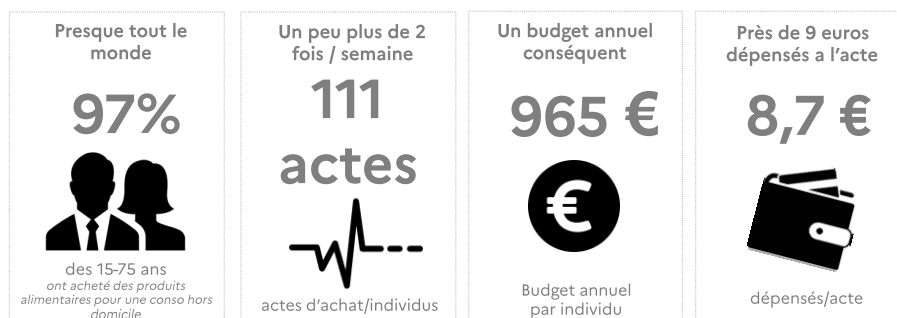 Presque tout le
monde
97%
des 15-75 ans
ont acheté des produits
alimentaires pour une conso hors
domicile
Un peu plus de 2
fois / semaine
111
actes
actes d'achat/individus
Un budget annuel
conséquent
965 €
€
Budget annuel
par individu
Près de 9 euros
dépensés a l'acte
8,7 €
dépensés/acte